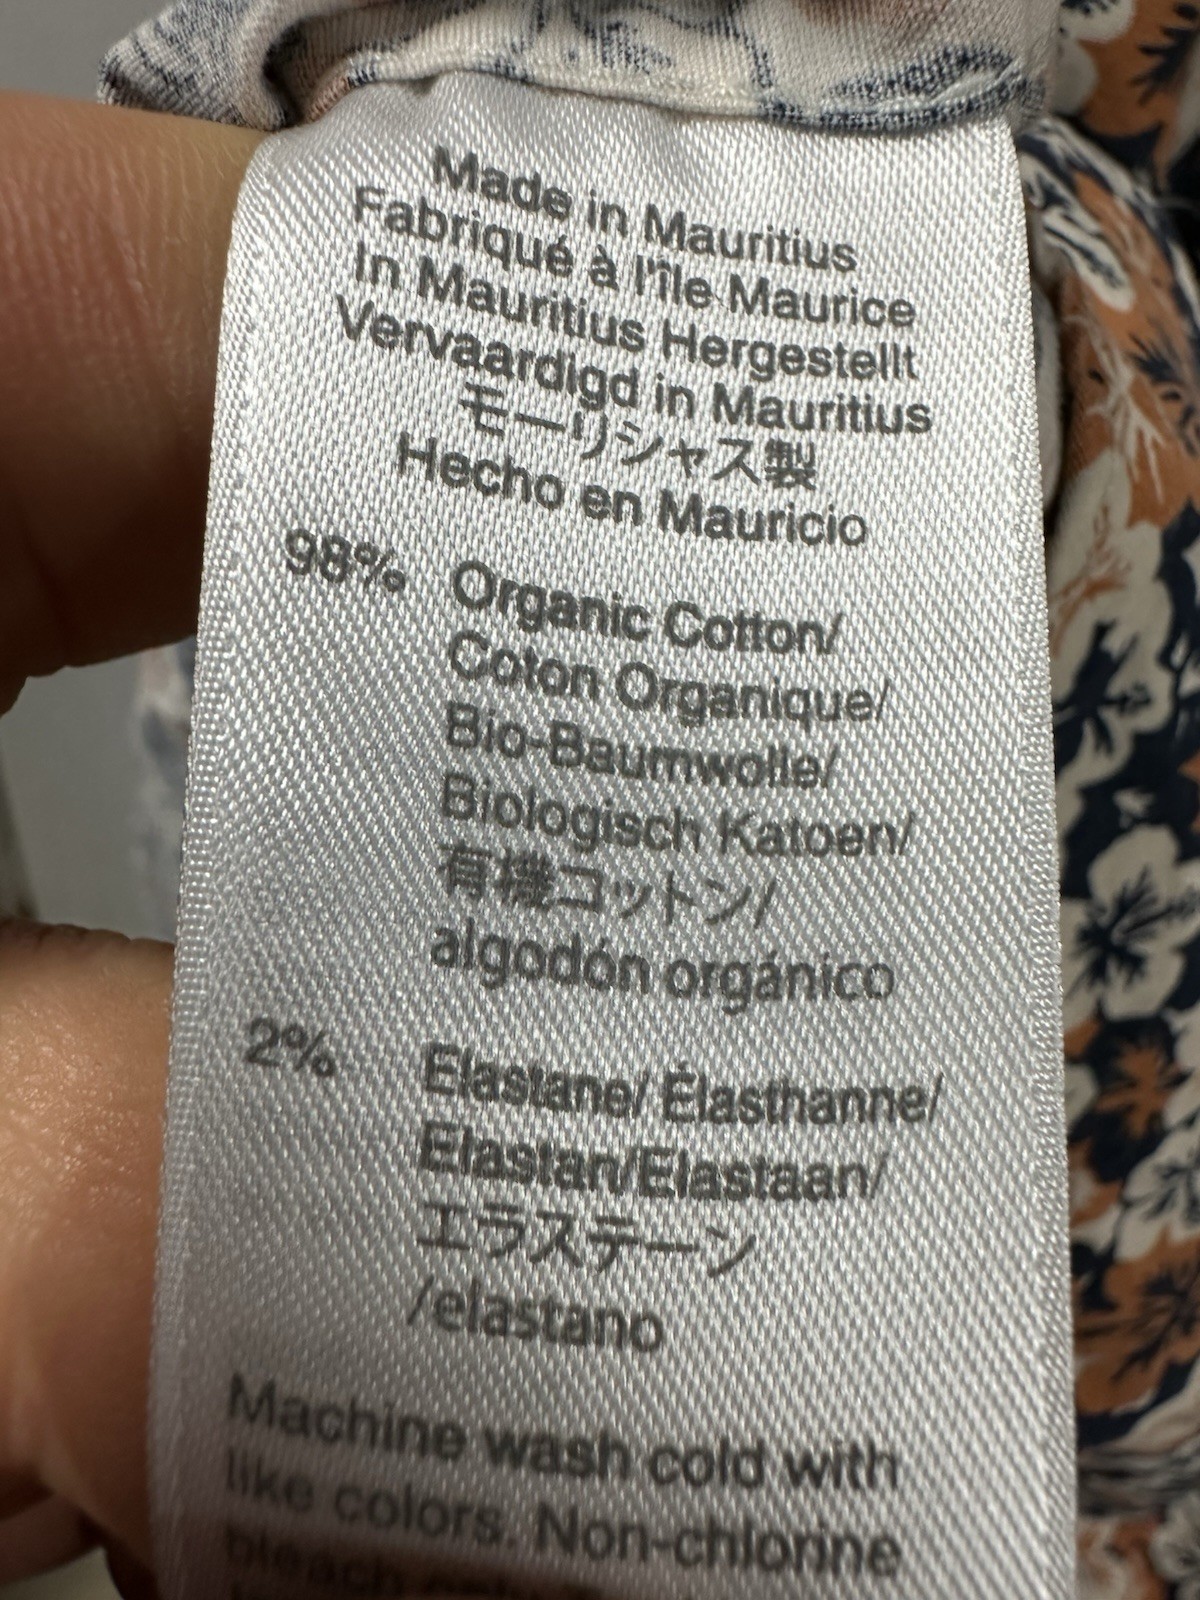 Made in Mauritius
Fabriqué à l'île Maurice
In Mauritius Hergestellt
Vervaardigd in Mauritius
モーリシャス製
Hecho en Mauricio
98% Organic Cotton/
Coton Organique/
Bio-Baumwolle/
Biologisch Katoen/
有機コットン/
algodón orgánico
2% Elastane/ Élasthanne/
Elastan/Elastaan/
エラステーン
/elastano
Machine wash cold with
like colors. Non-chlorine
bleach